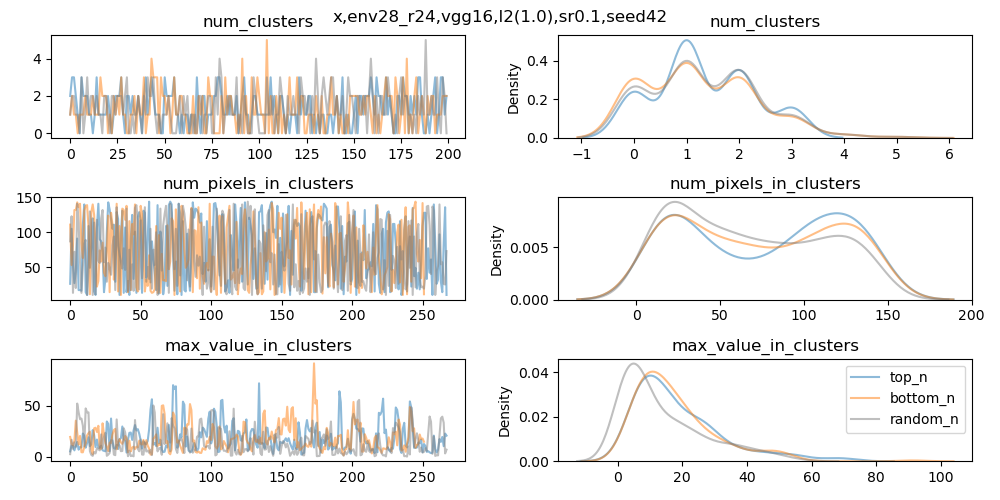 x,env28_r24,vgg16,l2(1.0),sr0.1,seed42
num_clusters
4
2
0
0 25 50 75 100 125 150 175 200
num_clusters
Density
0.4
0.2
0.0
−1 0 1 2 3 4 5 6
num_pixels_in_clusters
150
100
50
0 50 100 150 200 250
num_pixels_in_clusters
Density
0.005
0.000
0 50 100 150 200
max_value_in_clusters
50
0
0 50 100 150 200 250
max_value_in_clusters
Density
0.04
0.02
0.00
0 20 40 60 80 100
top_n
bottom_n
random_n